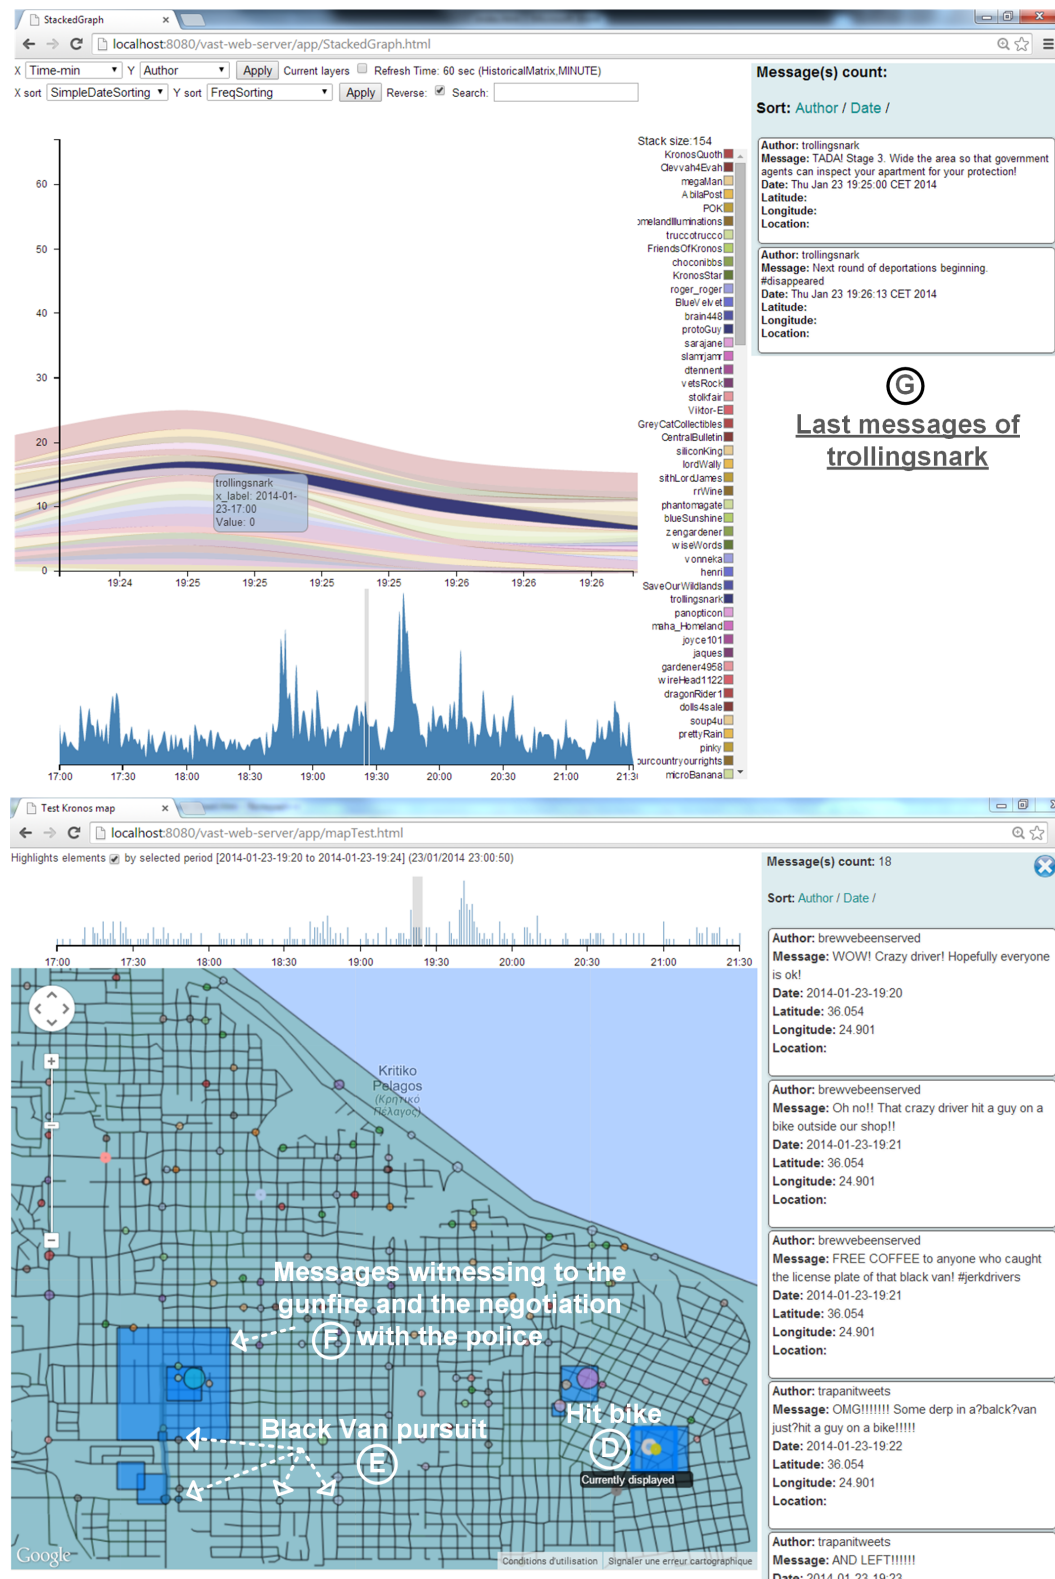 StackedGraph
localhost:8080/vast-web-server/app/StackedGraph.html
X Time-min Y Author Apply Current layers Refresh Time: 60 sec (HistoricalMatrix,MINUTE)
X sort SimpleDateSorting Y sort FreqSorting Apply Reverse: Search:
Stack size:154
KronosQuoth
Clevvah4Evah
megaMan
AbilaPost
POK
omelandIlluminations
truccotrucco
FriendsOfKronos
choconibbs
KronosStar
roger_roger
BlueVelvet
brain448
protoGuy
sarajane
slamrjamr
dtennent
vetsRock
stolkfair
Viktor-E
GreyCatCollectibles
CentralBulletin
siliconKing
lordWally
sithLordJames
rrWine
phantomagate
blueSunshine
zengardener
wiseWords
vonneka
henri
SaveOurWildlands
trollingsnark
panopticon
maha_Homeland
joyce101
jaques
gardener4958
wireHead1122
dragonRider1
dolls4sale
soup4u
prettyRain
pinky
ourcountryourrights
microBanana
60
50
40
30
20
10
0
trollingsnark
x_label: 2014-01-
23-17:00
Value: 0
19:24 19:25 19:25 19:25 19:25 19:26 19:26 19:26
17:00 17:30 18:00 18:30 19:00 19:30 20:00 20:30 21:00 21:3
Message(s) count:
Sort: Author / Date /
Author: trollingsnark
Message: TADA! Stage 3. Wide the area so that government
agents can inspect your apartment for your protection!
Date: Thu Jan 23 19:25:00 CET 2014
Latitude:
Longitude:
Location:
Author: trollingsnark
Message: Next round of deportations beginning.
#disappeared
Date: Thu Jan 23 19:26:13 CET 2014
Latitude:
Longitude:
Location:
G
Last messages of
trollingsnark
Test Kronos map
localhost:8080/vast-web-server/app/mapTest.html
Highlights elements by selected period [2014-01-23-19:20 to 2014-01-23-19:24] (23/01/2014 23:00:50)
17:00 17:30 18:00 18:30 19:00 19:30 20:00 20:30 21:00 21:30
Kritiko
Pelagos
(Κρητικό
Πέλαγος)
Messages witnessing to the
gunfire and the negotiation
F with the police
Black Van pursuit
E
Hit bike
D
Currently displayed
Google
Conditions d'utilisation
Signaler une erreur cartographique
Message(s) count: 18
Sort: Author / Date /
Author: brewvebeenserved
Message: WOW! Crazy driver! Hopefully everyone
is ok!
Date: 2014-01-23-19:20
Latitude: 36.054
Longitude: 24.901
Location:
Author: brewvebeenserved
Message: Oh no!! That crazy driver hit a guy on a
bike outside our shop!!
Date: 2014-01-23-19:21
Latitude: 36.054
Longitude: 24.901
Location:
Author: brewvebeenserved
Message: FREE COFFEE to anyone who caught
the license plate of that black van! #jerkdrivers
Date: 2014-01-23-19:21
Latitude: 36.054
Longitude: 24.901
Location:
Author: trapanitweets
Message: OMG!!!!!!! Some derp in a?balck?van
just?hit a guy on a bike!!!!!
Date: 2014-01-23-19:22
Latitude: 36.054
Longitude: 24.901
Location:
Author: trapanitweets
Message: AND LEFT!!!!!!
Date: 2014-01-23-19:23